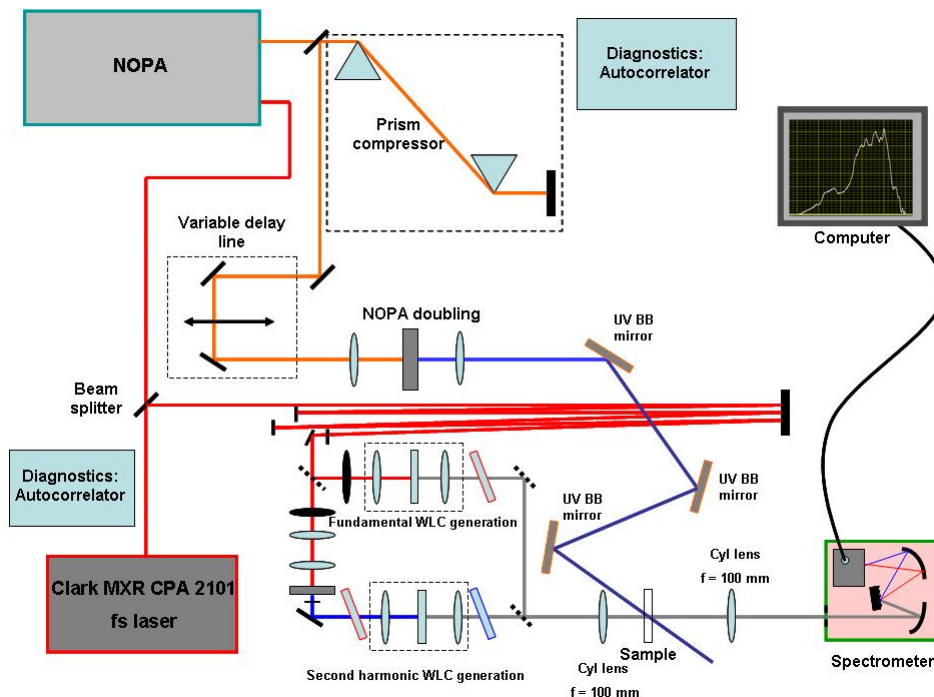 NOPA
Diagnostics:
Autocorrelator
Prism
compressor
Variable delay
line
Computer
NOPA doubling
UV BB
mirror
Beam
splitter
Diagnostics:
Autocorrelator
UV BB
mirror
UV BB
mirror
Fundamental WLC generation
Cyl lens
f = 100 mm
Clark MXR CPA 2101
fs laser
Sample
Spectrometer
Second harmonic WLC generation
Cyl lens
f = 100 mm